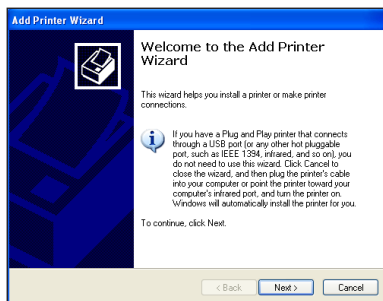 Add Printer Wizard
Welcome to the Add Printer
Wizard
This wizard helps you install a printer or make printer
connections.
If you have a Plug and Play printer that connects
through a USB port (or any other hot pluggable
port, such as IEEE 1394, infrared, and so on), you
do not need to use this wizard. Click Cancel to
close the wizard, and then plug the printer's cable
into your computer or point the printer toward your
computer's infrared port, and turn the printer on.
Windows will automatically install the printer for you.
To continue, click Next.
< Back
Next >
Cancel